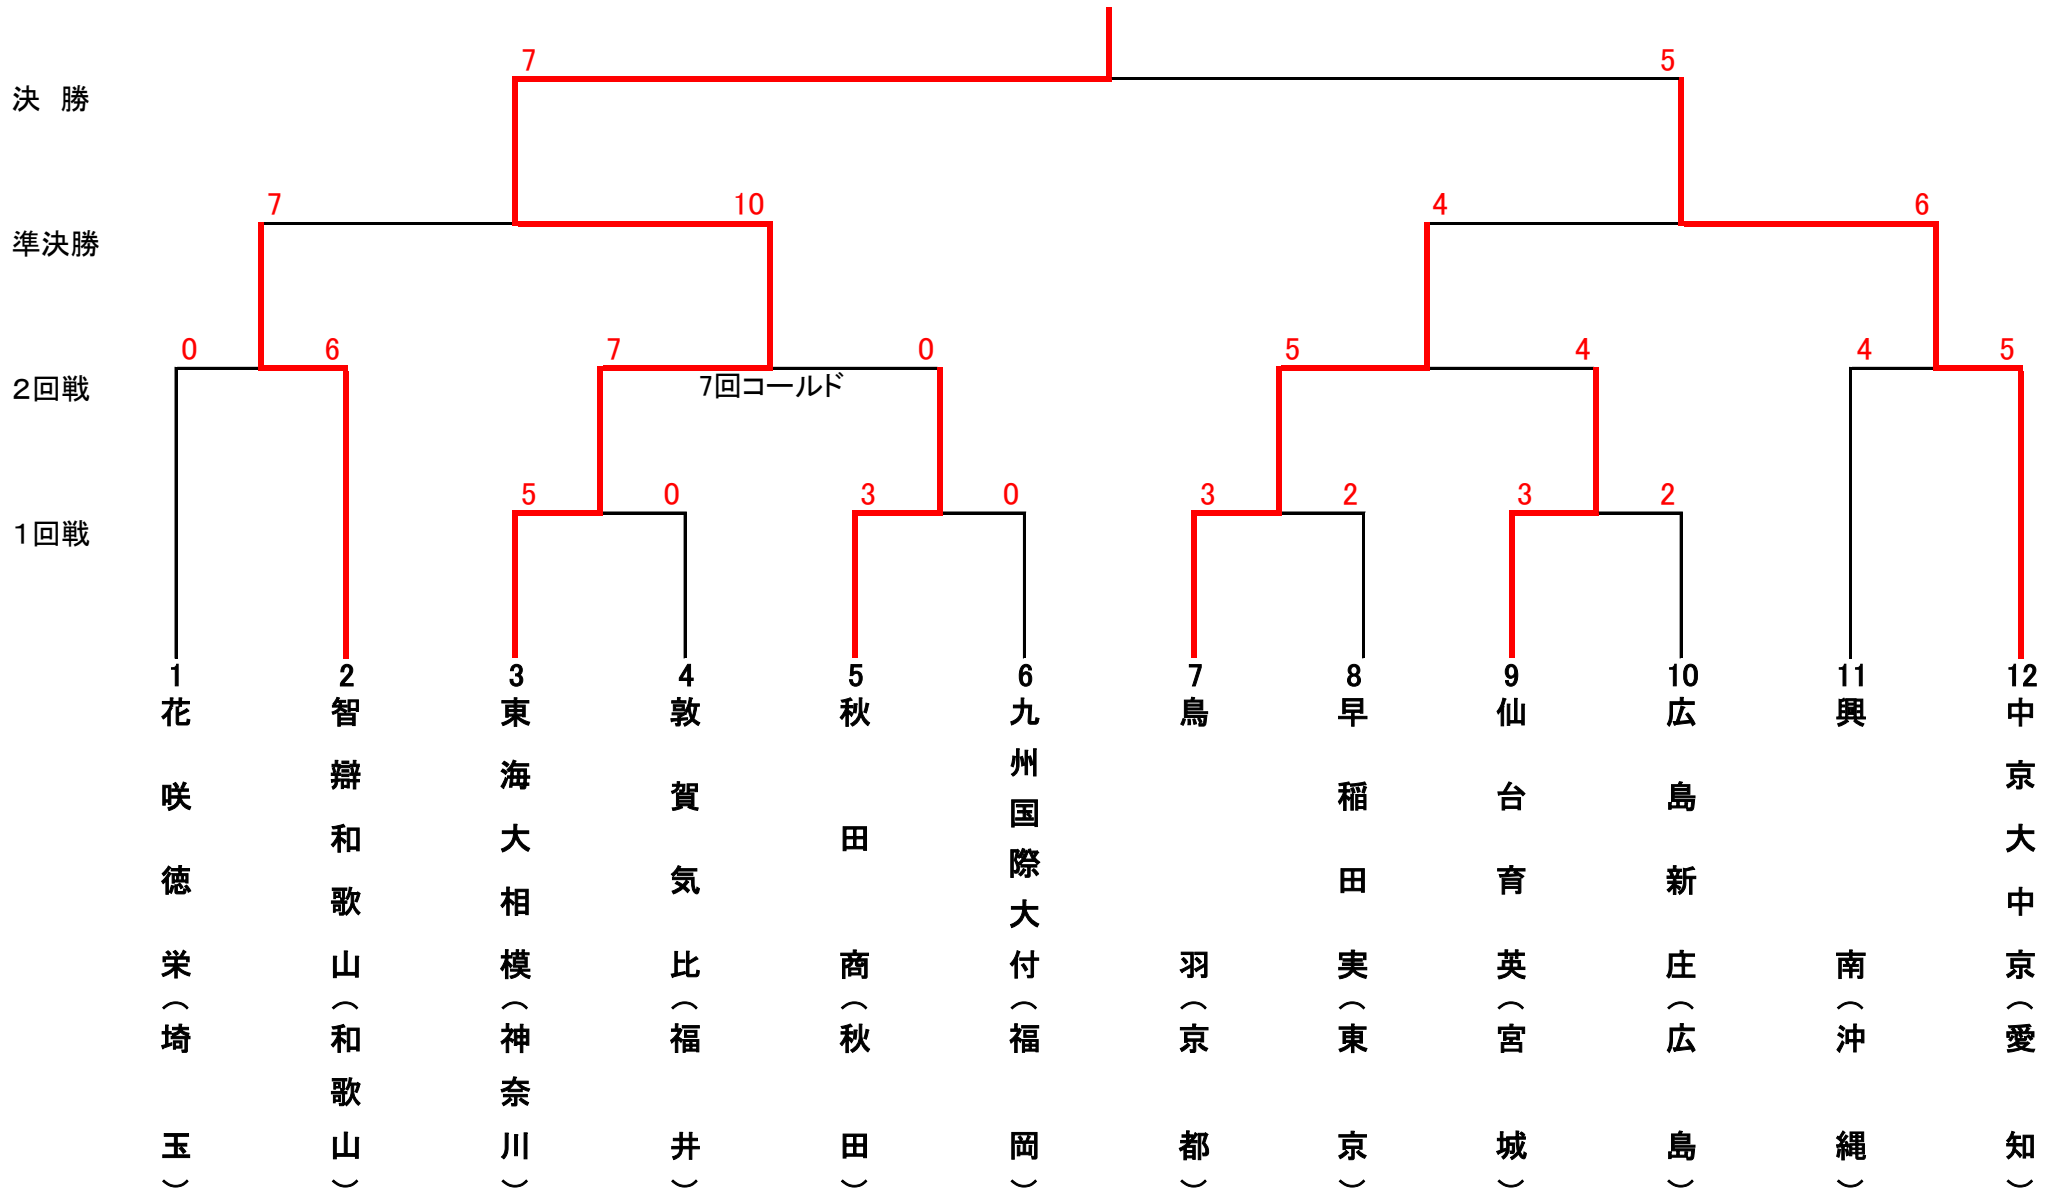 7 5
決　勝
7 10 4 6
準決勝
0 6 7 0 5 4 4 5
２回戦
7回コールド
5 0 3 0 3 2 3 2
１回戦
1 2 3 4 5 6 7 8 9 10 11 12
花咲徳栄（埼玉）
智辯和歌山（和歌山）
東海大相模（神奈川）
敦賀気比（福井）
秋田商（秋田）
九州国際大付（福岡）
鳥羽（京都）
早稲田実（東京）
仙台育英（宮城）
広島新庄（広島）
興南（沖縄）
中京大中京（愛知）